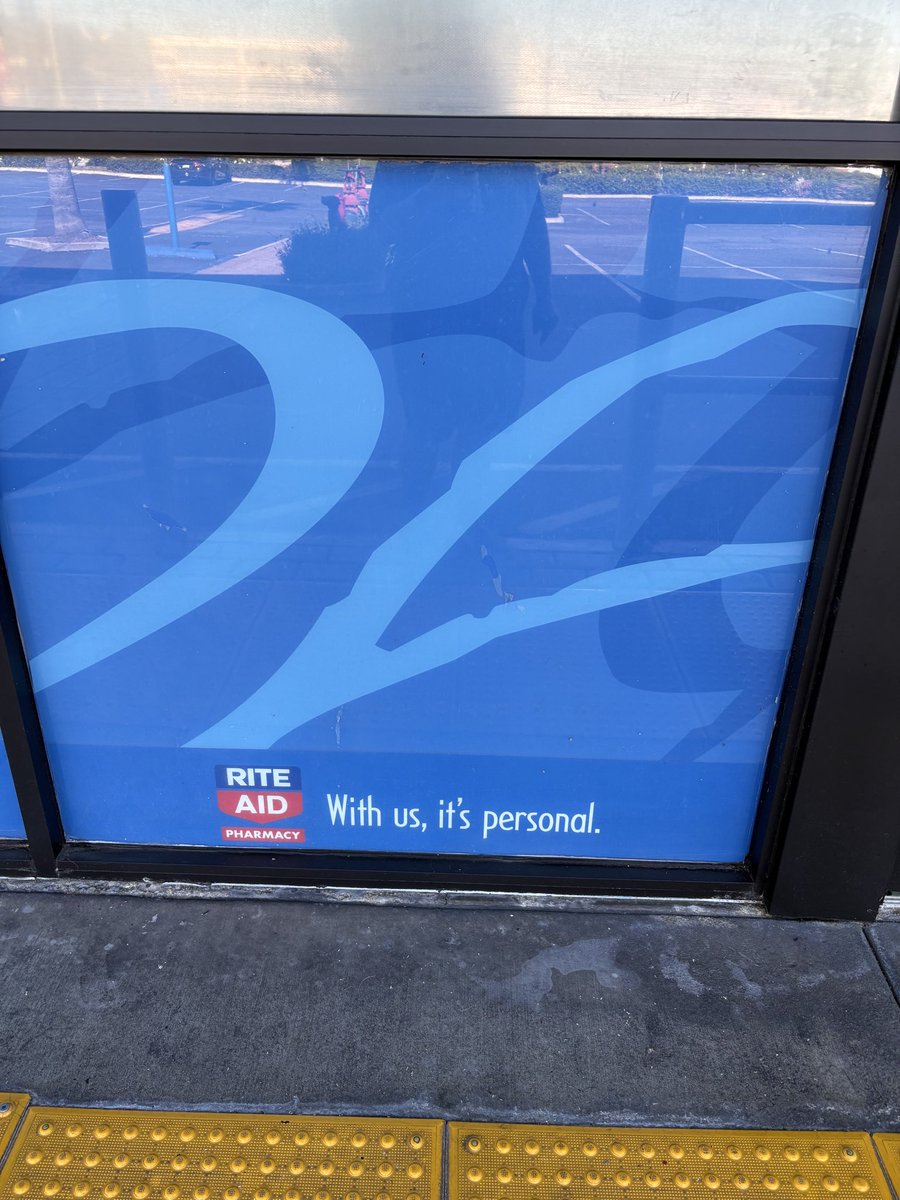 RITE
AID
PHARMACY
With us, it's personal.